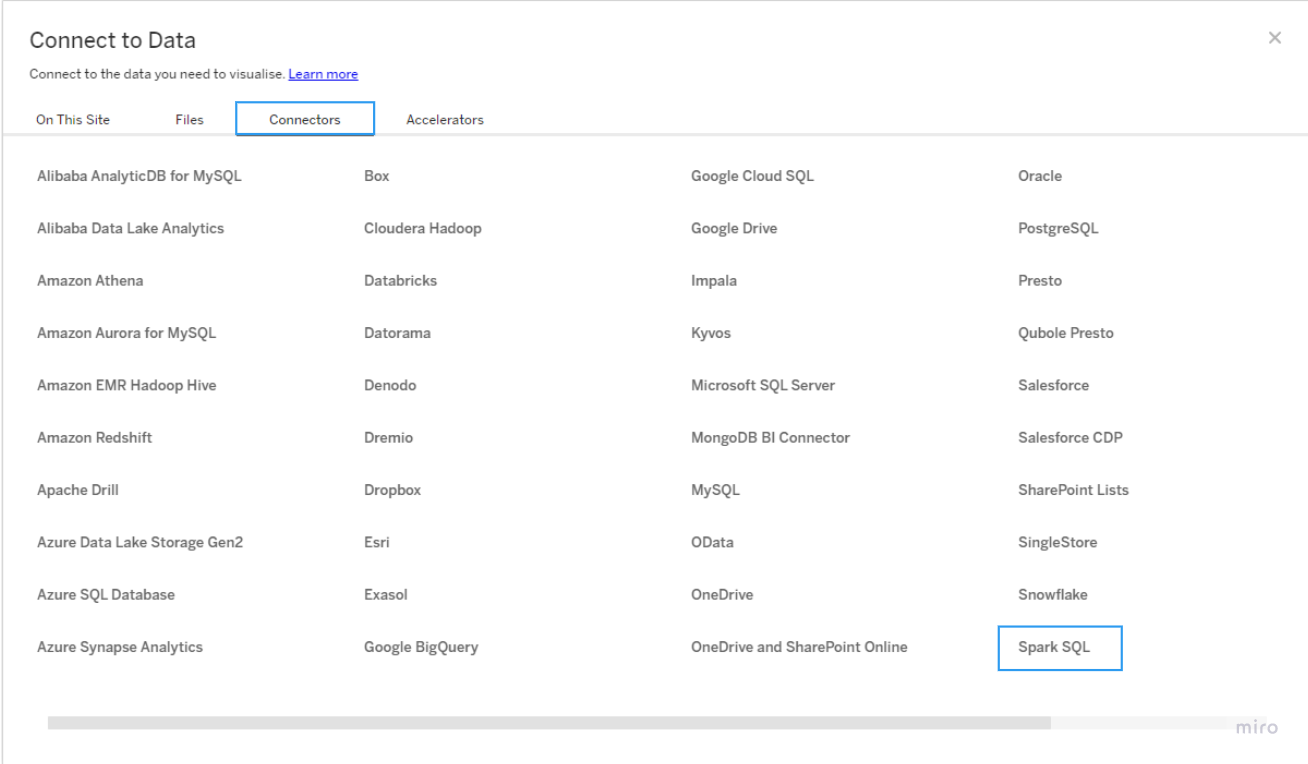 Connect to Data
×
Connect to the data you need to visualise. Learn more
On This Site Files Connectors Accelerators
Alibaba AnalyticDB for MySQL Box Google Cloud SQL Oracle
Alibaba Data Lake Analytics Cloudera Hadoop Google Drive PostgreSQL
Amazon Athena Databricks Impala Presto
Amazon Aurora for MySQL Datorama Kyvos Qubole Presto
Amazon EMR Hadoop Hive Denodo Microsoft SQL Server Salesforce
Amazon Redshift Dremio MongoDB BI Connector Salesforce CDP
Apache Drill Dropbox MySQL SharePoint Lists
Azure Data Lake Storage Gen2 Esri OData SingleStore
Azure SQL Database Exasol OneDrive Snowflake
Azure Synapse Analytics Google BigQuery OneDrive and SharePoint Online Spark SQL
miro